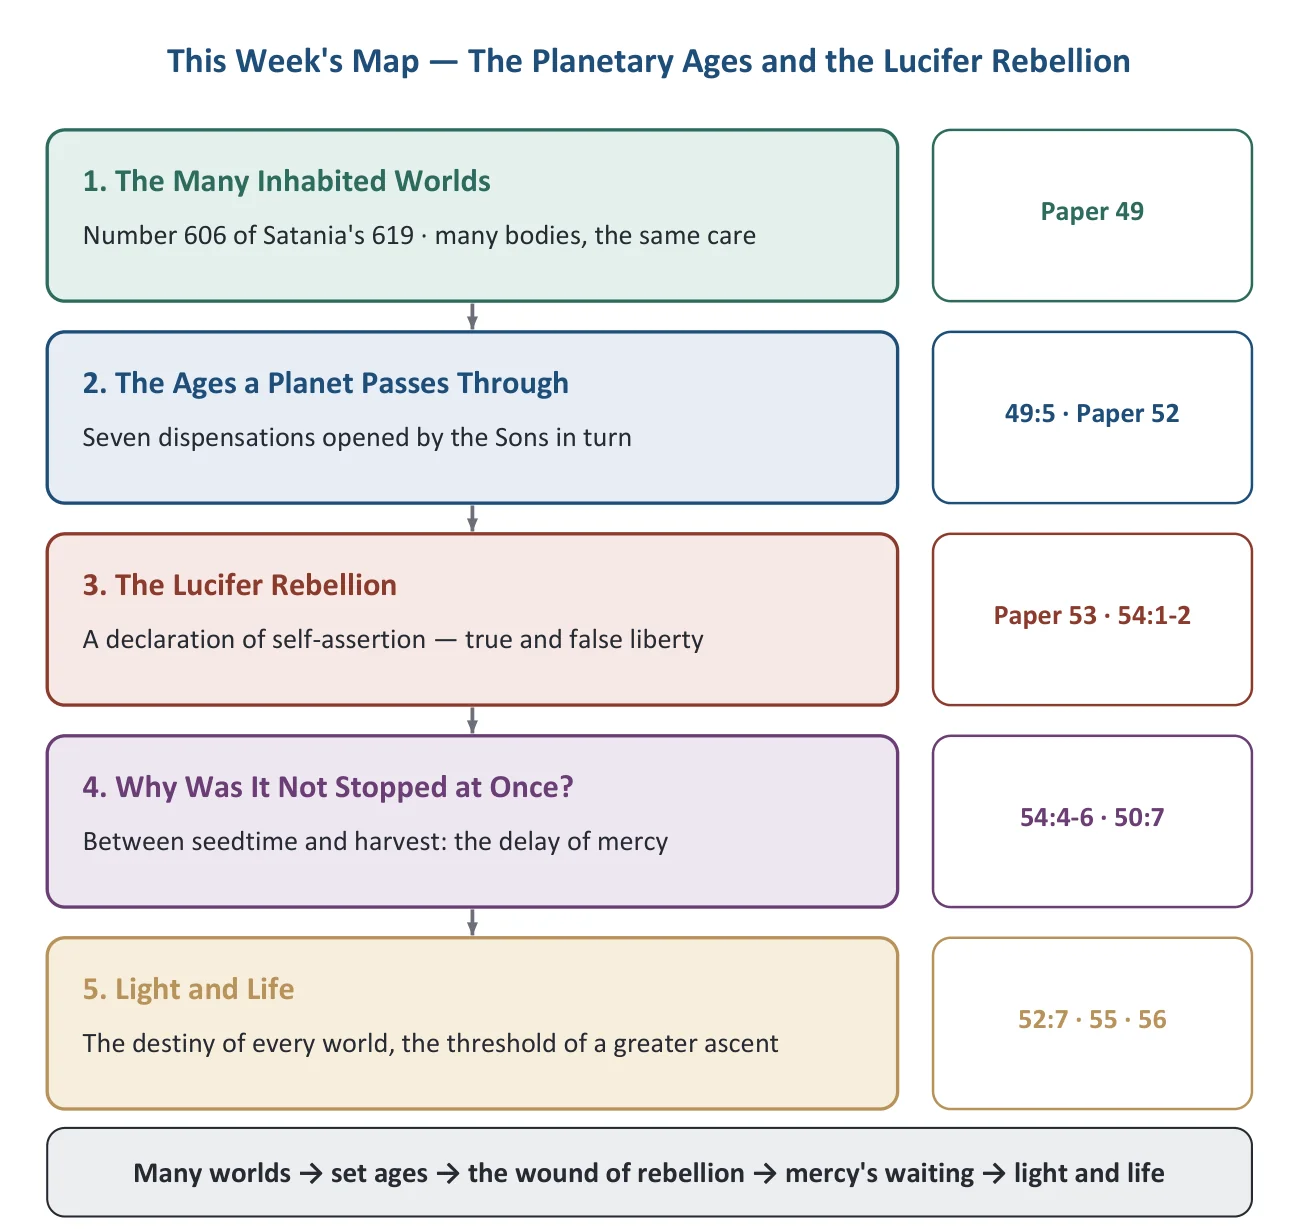 This Week's Map — The Planetary Ages and the Lucifer Rebellion
1. The Many Inhabited Worlds
Number 606 of Satania's 619 · many bodies, the same care
Paper 49
2. The Ages a Planet Passes Through
Seven dispensations opened by the Sons in turn
49:5 · Paper 52
3. The Lucifer Rebellion
A declaration of self-assertion — true and false liberty
Paper 53 · 54:1-2
4. Why Was It Not Stopped at Once?
Between seedtime and harvest: the delay of mercy
54:4-6 · 50:7
5. Light and Life
The destiny of every world, the threshold of a greater ascent
52:7 · 55 · 56
Many worlds → set ages → the wound of rebellion → mercy's waiting → light and life